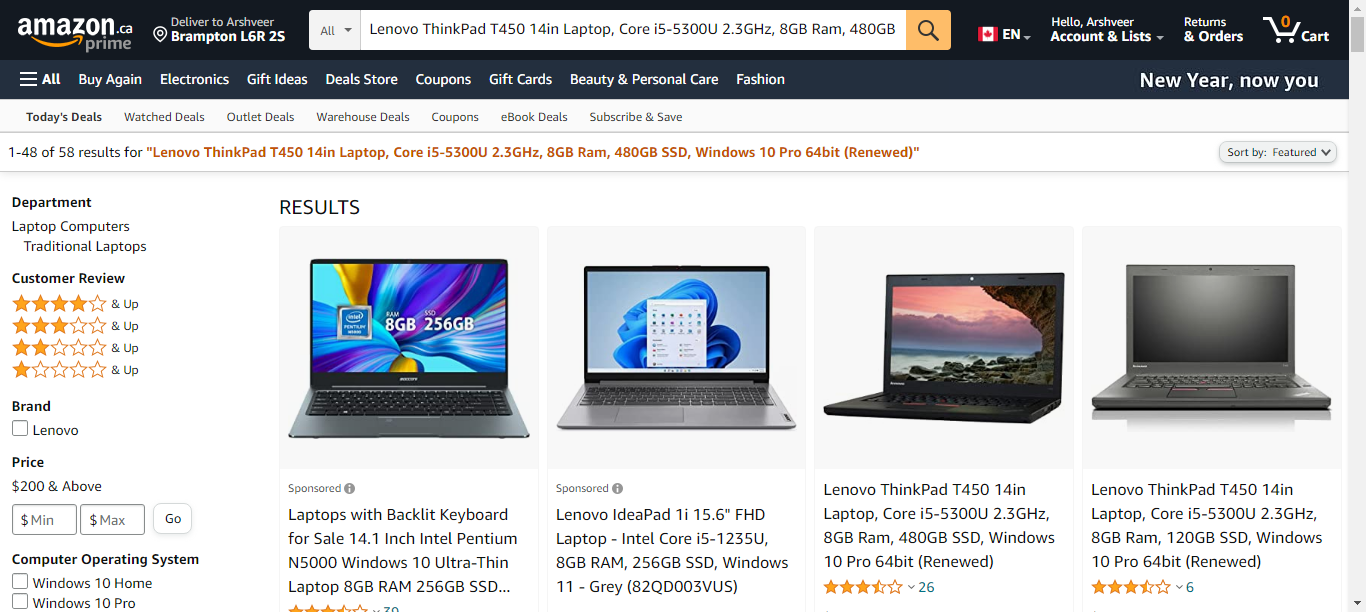 amazon.ca
prime
Deliver to Arshveer
Brampton L6R 2S
All
Lenovo ThinkPad T450 14in Laptop, Core i5-5300U 2.3GHz, 8GB Ram, 480GB
EN
Hello, Arshveer
Account & Lists
Returns
& Orders
0
Cart
All
Buy Again
Electronics
Gift Ideas
Deals Store
Coupons
Gift Cards
Beauty & Personal Care
Fashion
New Year, now you
Today's Deals
Watched Deals
Outlet Deals
Warehouse Deals
Coupons
eBook Deals
Subscribe & Save
1-48 of 58 results for "Lenovo ThinkPad T450 14in Laptop, Core i5-5300U 2.3GHz, 8GB Ram, 480GB SSD, Windows 10 Pro 64bit (Renewed)"
Sort by: Featured
Department
Laptop Computers
Traditional Laptops
Customer Review
& Up
& Up
& Up
& Up
Brand
Lenovo
Price
$200 & Above
$ Min
$ Max
Go
Computer Operating System
Windows 10 Home
Windows 10 Pro
RESULTS
intel
PENTIUM
N5000
RAM
8GB
SSD
256GB
Sponsored
Laptops with Backlit Keyboard
for Sale 14.1 Inch Intel Pentium
N5000 Windows 10 Ultra-Thin
Laptop 8GB RAM 256GB SSD...
39
Sponsored
Lenovo IdeaPad 1i 15.6" FHD
Laptop - Intel Core i5-1235U,
8GB RAM, 256GB SSD, Windows
11 - Grey (82QD003VUS)
Lenovo ThinkPad T450 14in
Laptop, Core i5-5300U 2.3GHz,
8GB Ram, 480GB SSD, Windows
10 Pro 64bit (Renewed)
26
Lenovo ThinkPad T450 14in
Laptop, Core i5-5300U 2.3GHz,
8GB Ram, 120GB SSD, Windows
10 Pro 64bit (Renewed)
6